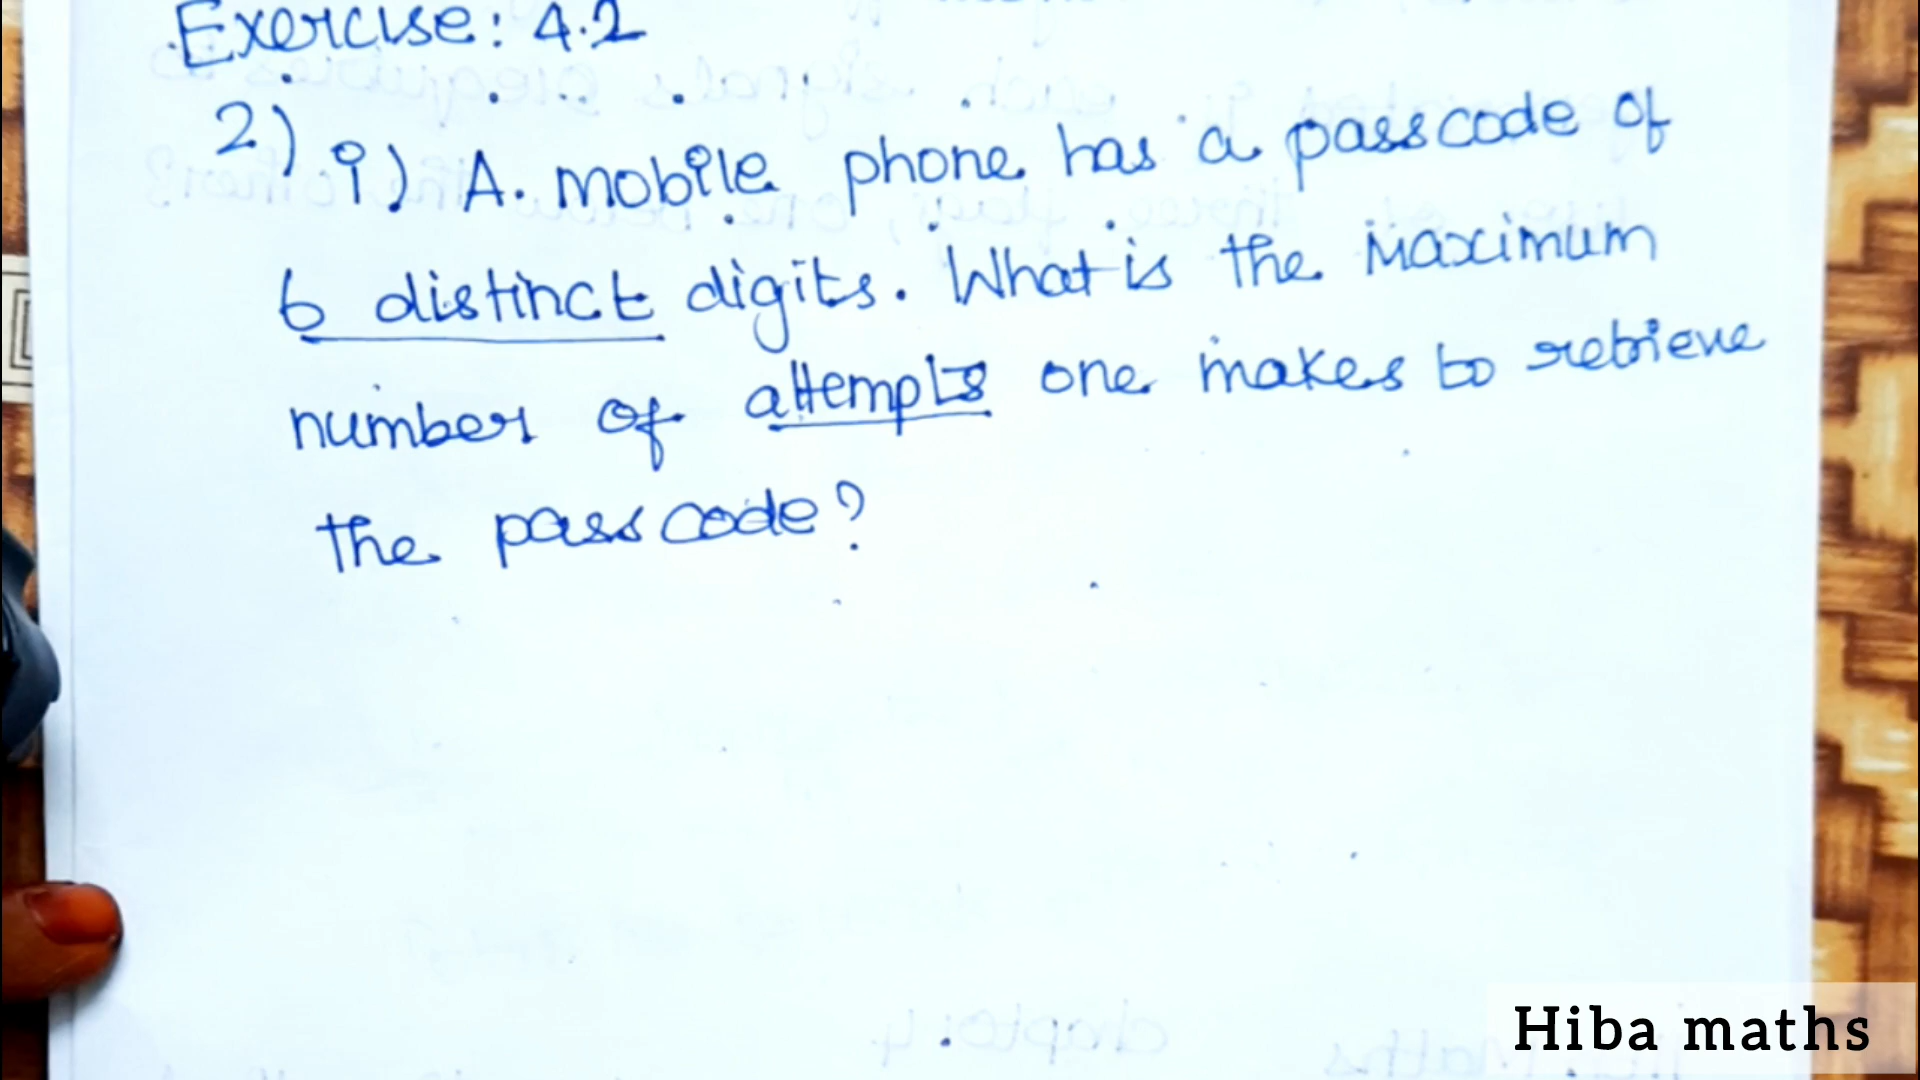 Exercise: 4.2
2) i) A mobile phone has a passcode of
6 distinct digits. What is the maximum
number of attempts one makes to retrieve
the passcode?
Hiba maths